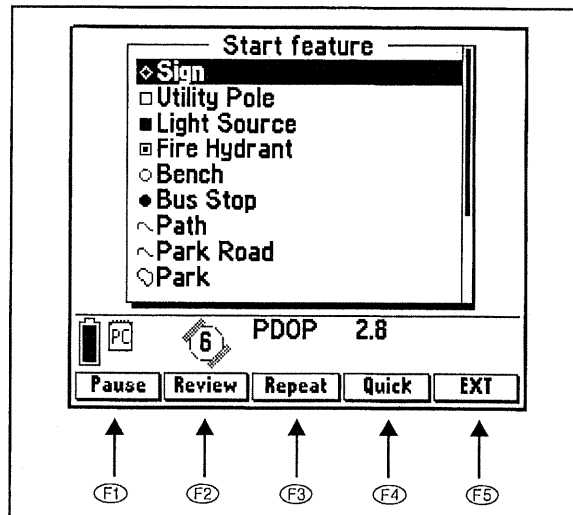 Start feature
Sign
Utility Pole
Light Source
Fire Hydrant
Bench
Bus Stop
Path
Park Road
Park
PC 6 PDOP 2.8
Pause Review Repeat Quick EXT
F1 F2 F3 F4 F5